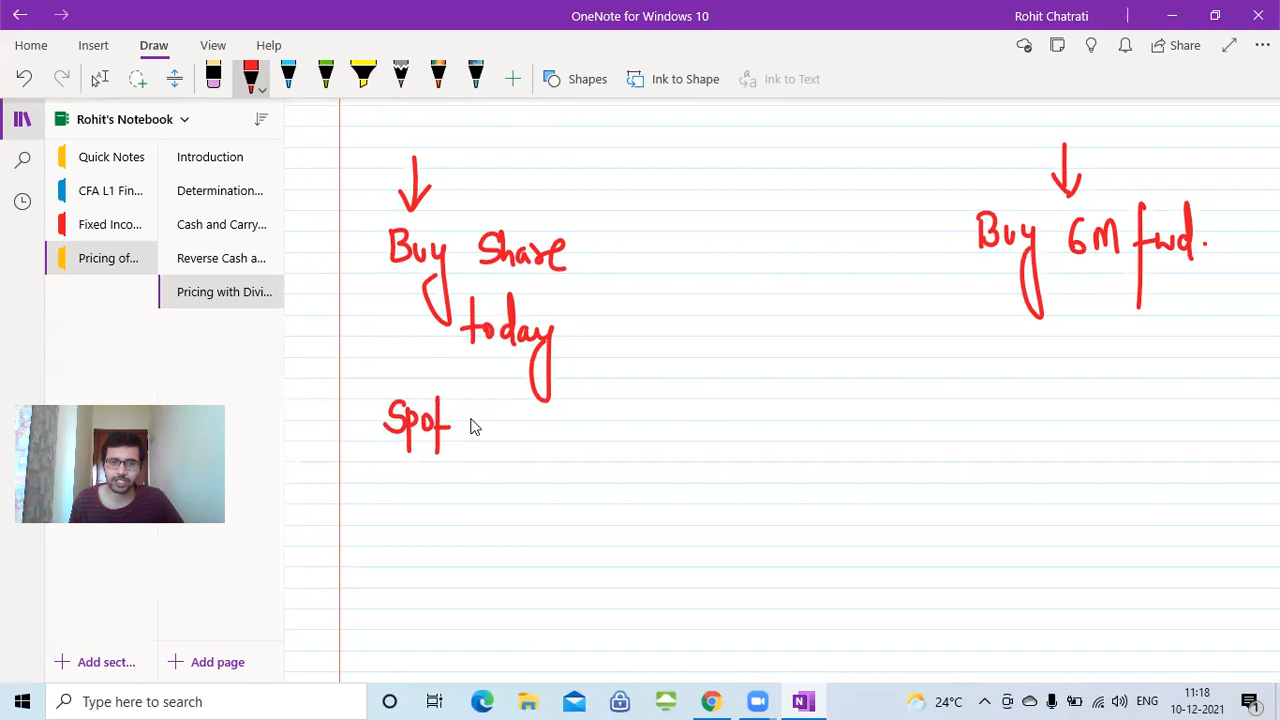 OneNote for Windows 10
Rohit Chatrati
Home Insert Draw View Help
Share
Shapes Ink to Shape Ink to Text
Rohit's Notebook
Quick Notes
CFA L1 Fin...
Fixed Inco...
Pricing of...
Introduction
Determination...
Cash and Carry
Reverse Cash a...
Pricing with Divi...
Buy Share
today
Spot
Buy 6M fwd.
Add sect...
Add page
Type here to search
24°C
ENG
11:18
10-12-2021
1